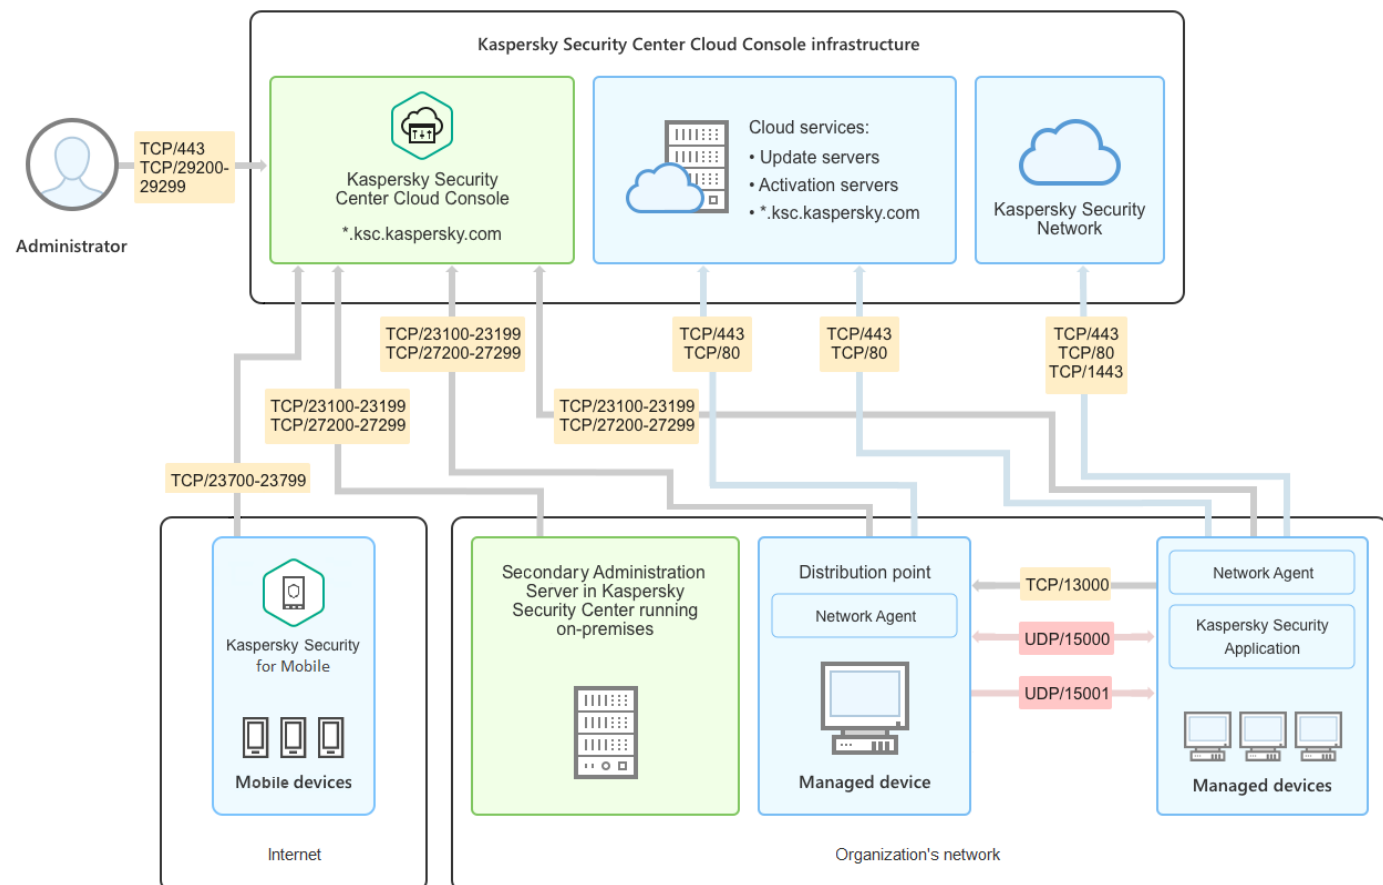 Kaspersky Security Center Cloud Console infrastructure
Kaspersky Security
Center Cloud Console
*.ksc.kaspersky.com
Cloud services:
• Update servers
• Activation servers
• *.ksc.kaspersky.com
Kaspersky Security
Network
TCP/443
TCP/29200-
29299
Administrator
TCP/23100-23199
TCP/27200-27299
TCP/443
TCP/80
TCP/443
TCP/80
TCP/443
TCP/80
TCP/1443
TCP/23100-23199
TCP/27200-27299
TCP/23100-23199
TCP/27200-27299
TCP/23700-23799
Kaspersky Security
for Mobile
Mobile devices
Internet
Secondary Administration
Server in Kaspersky
Security Center running
on-premises
Distribution point
Network Agent
Managed device
TCP/13000
UDP/15000
UDP/15001
Network Agent
Kaspersky Security
Application
Managed devices
Organization's network